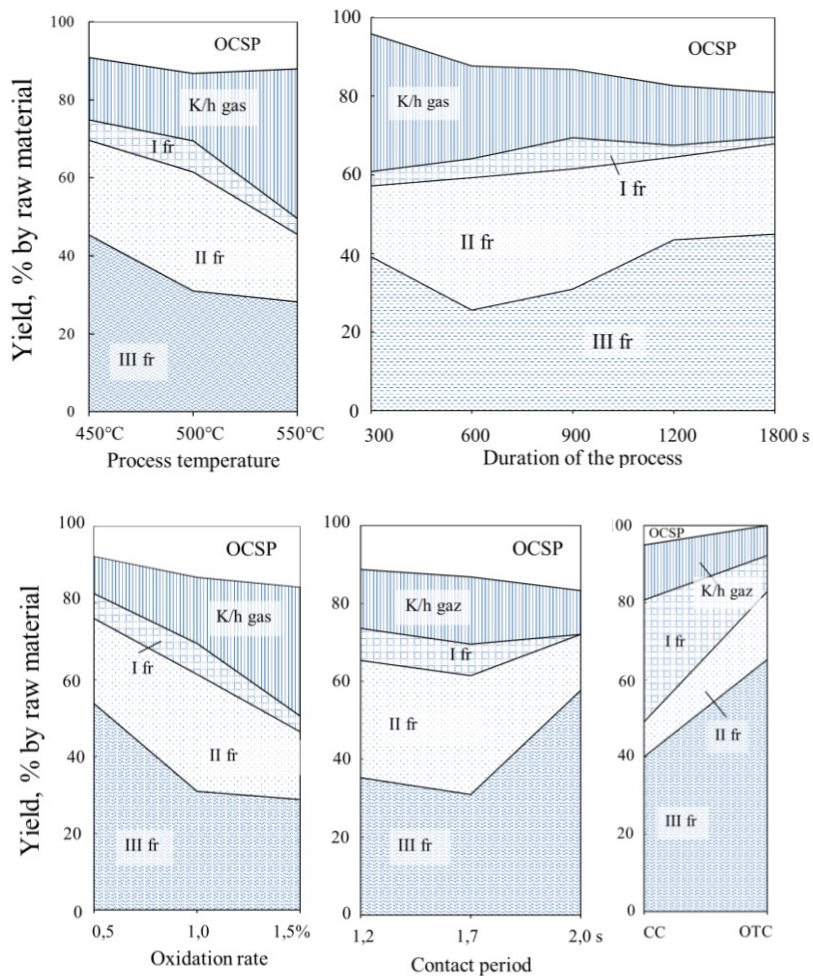 Yield, % by raw material
100
80
60
40
20
0
OCSP
K/h gas
I fr
II fr
III fr
450°C 500°C 550°C
Process temperature
100
80
60
40
20
0
OCSP
K/h gas
I fr
II fr
III fr
300 600 900 1200 1800 s
Duration of the process
Yield, % by raw material
100
80
60
40
20
0
OCSP
K/h gas
I fr
II fr
III fr
0,5 1,0 1,5%
Oxidation rate
100
80
60
40
20
0
OCSP
K/h gaz
I fr
II fr
III fr
1,2 1,7 2,0 s
Contact period
100
80
60
40
20
0
OCSP
K/h gaz
I fr
II fr
III fr
CC OTC